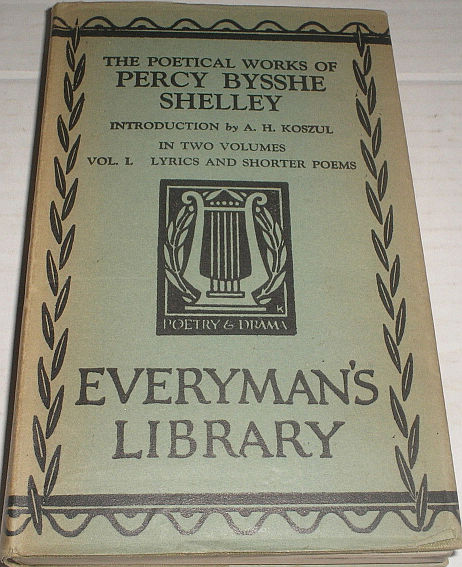 THE POETICAL WORKS OF
PERCY BYSSHE
SHELLEY
INTRODUCTION by A. H. KOSZUL
IN TWO VOLUMES
VOL. I. LYRICS AND SHORTER POEMS
K
POETRY & DRAMA
EVERYMAN'S
LIBRARY